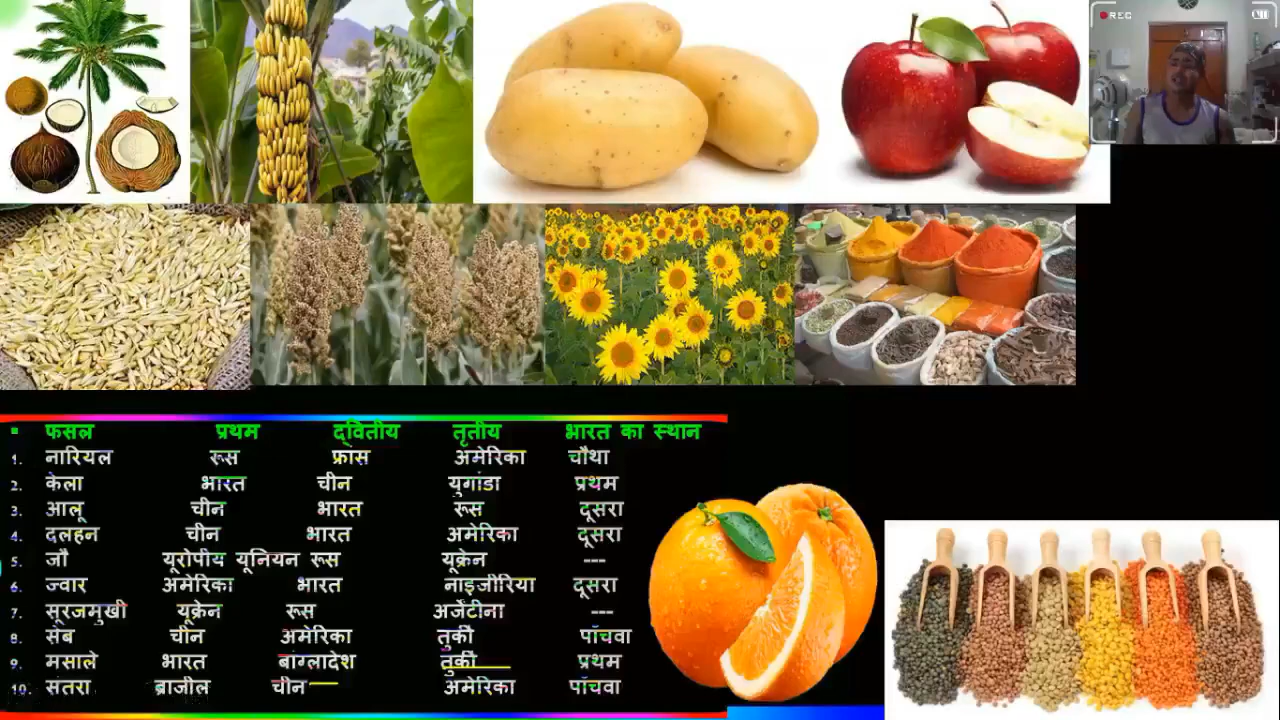 REC
▪ फसल प्रथम द्वितीय तृतीय भारत का स्थान
1. नारियल रूस फ्रांस अमेरिका चौथा
2. केला भारत चीन युगांडा प्रथम
3. आलू चीन भारत रूस दूसरा
4. दलहन चीन भारत अमेरिका दूसरा
5. जौ यूरोपीय यूनियन रूस यूक्रेन ---
6. ज्वार अमेरिका भारत नाइजीरिया दूसरा
7. सूरजमुखी यूक्रेन रूस अर्जेंटीना ---
8. सेब चीन अमेरिका तुर्की पाँचवा
9. मसाले भारत बांग्लादेश तुर्की प्रथम
10. संतरा ब्राजील चीन अमेरिका पाँचवा